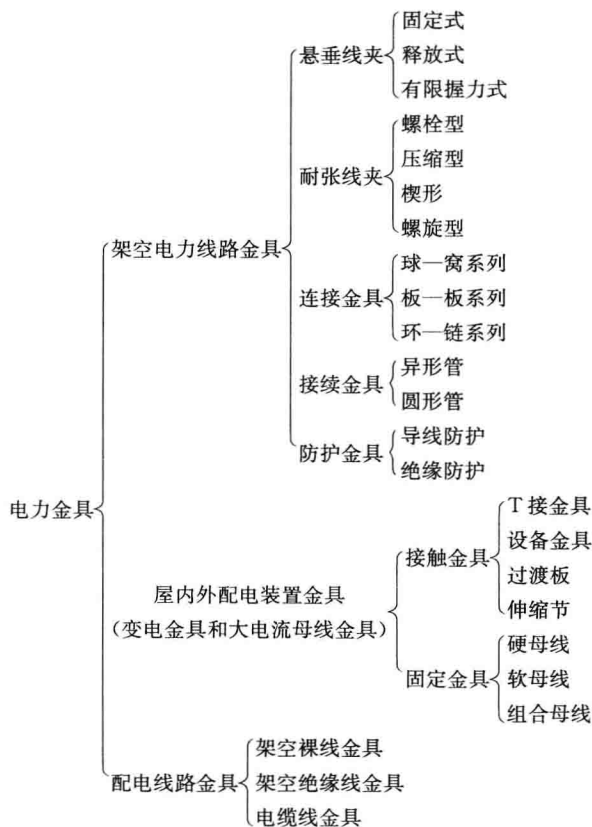 固定式
悬垂线夹
释放式
有限握力式
螺栓型
压缩型
耐张线夹
楔形
螺旋型
架空电力线路金具
球—窝系列
连接金具
板—板系列
环—链系列
异形管
接续金具
圆形管
导线防护
防护金具
绝缘防护
电力金具
T 接金具
设备金具
接触金具
过渡板
屋内外配电装置金具
伸缩节
(变电金具和大电流母线金具)
硬母线
固定金具
软母线
组合母线
架空裸线金具
配电线路金具
架空绝缘线金具
电缆线金具